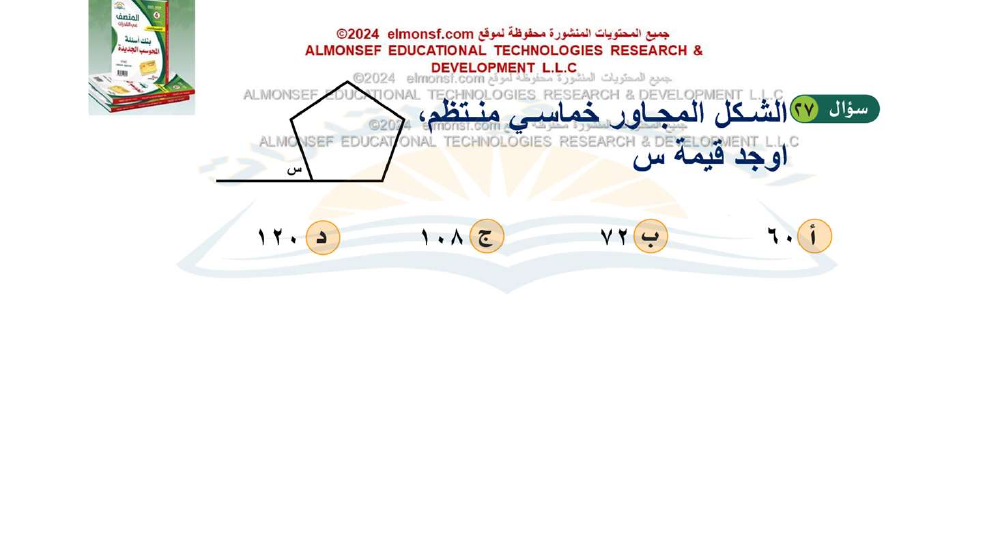 المنصف
في القدرات
بنك أسئلة
المحوسب الجديدة
جميع المحتويات المنشورة محفوظة لموقع elmonsf.com ©2024
ALMONSEF EDUCATIONAL TECHNOLOGIES RESEARCH &
DEVELOPMENT L.L.C
جميع المحتويات المنشورة محفوظة لموقع elmonsf.com ©2024
ALMONSEF EDUCATIONAL TECHNOLOGIES RESEARCH & DEVELOPMENT L.L.C
سؤال ٢٧
الشكل المجاور خماسي منتظم،
جميع المحتويات المنشورة محفوظة لموقع elmonsf.com ©2024
ALMONSEF EDUCATIONAL TECHNOLOGIES RESEARCH & DEVELOPMENT L.L.C
اوجد قيمة س
س
أ ٦٠
ب ٧٢
ج ١٠٨
د ١٢٠